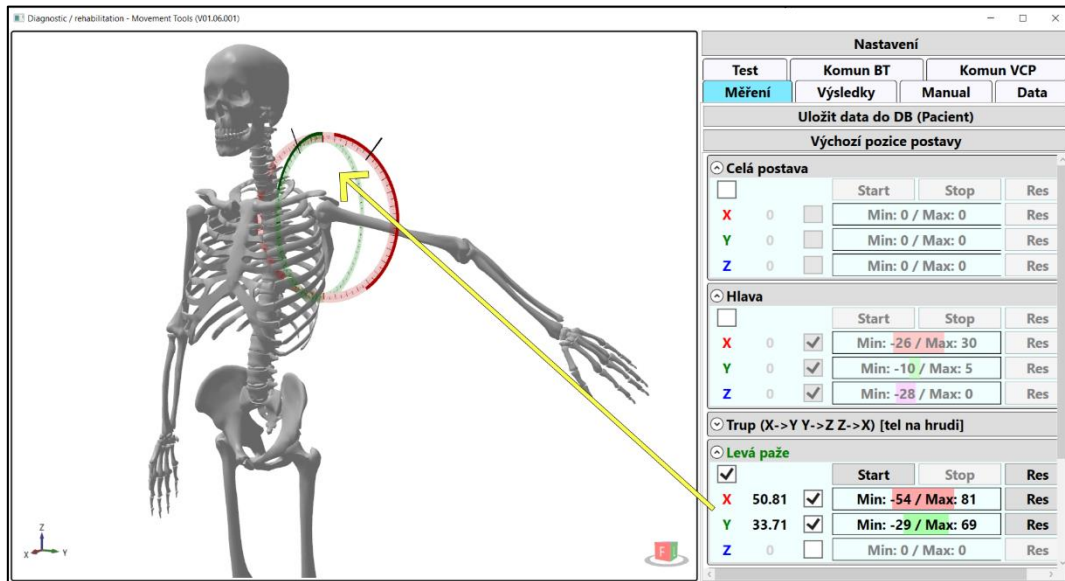 Diagnostic / rehabilitation - Movement Tools (V01.06.001)
Nastavení
Test Komun BT Komun VCP
Měření Výsledky Manual Data
Uložit data do DB (Pacient)
Výchozí pozice postavy
Celá postava
Start Stop Res
X 0 Min: 0 / Max: 0 Res
Y 0 Min: 0 / Max: 0 Res
Z 0 Min: 0 / Max: 0 Res
Hlava
Start Stop Res
X 0 Min: -26 / Max: 30 Res
Y 0 Min: -10 / Max: 5 Res
Z 0 Min: -28 / Max: 0 Res
Trup (X->Y Y->Z Z->X) [tel na hrudi]
Levá paže
Start Stop Res
X 50.81 Min: -54 / Max: 81 Res
Y 33.71 Min: -29 / Max: 69 Res
Z 0 Min: 0 / Max: 0 Res
Z
X Y
F